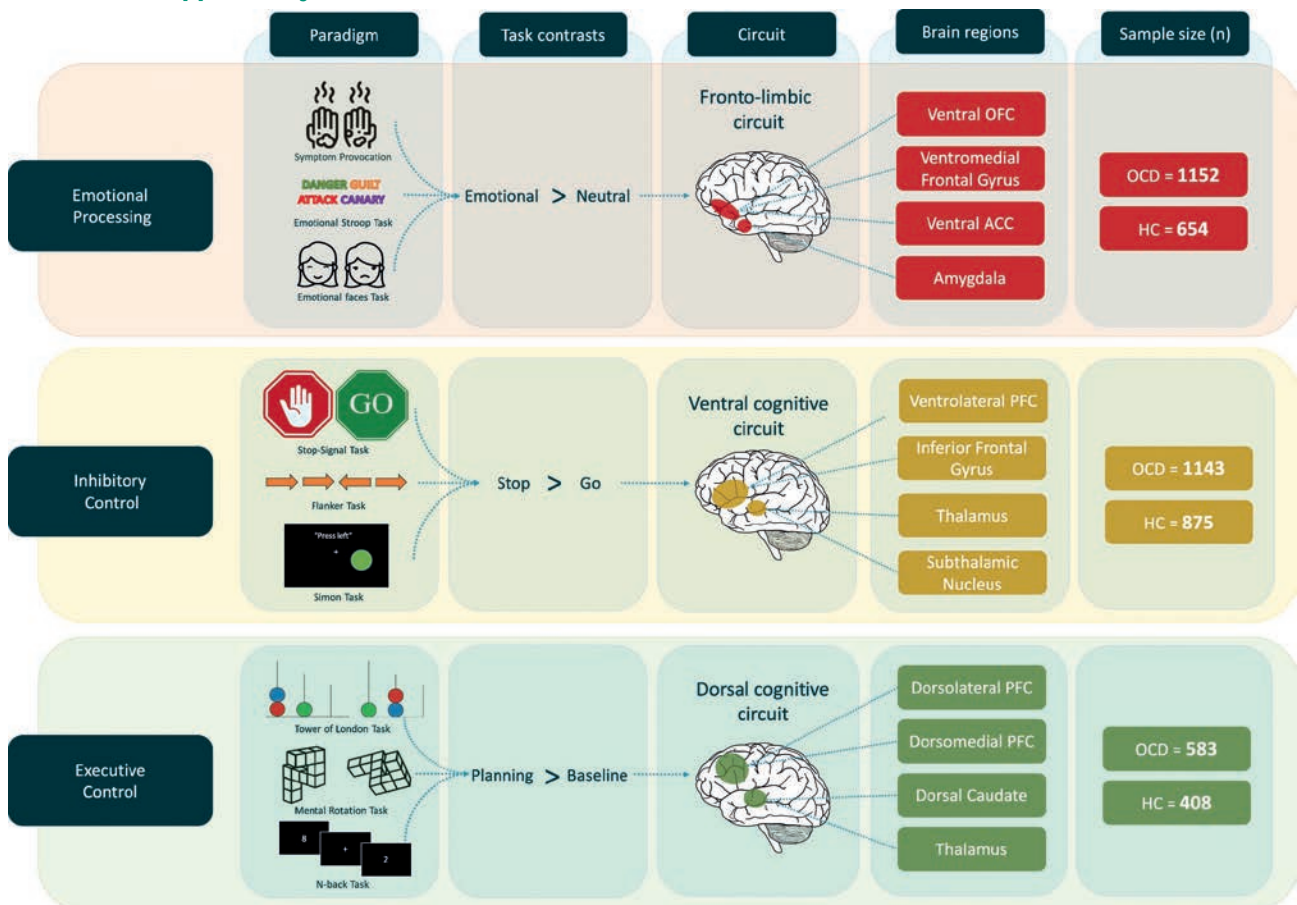 Paradigm
Task contrasts
Circuit
Brain regions
Sample size (n)
Emotional
Processing
Symptom Provocation
DANGER GUILT
ATTACK CANARY
Emotional Stroop Task
Emotional faces Task
Emotional > Neutral
Fronto-limbic
circuit
Ventral OFC
Ventromedial
Frontal Gyrus
Ventral ACC
Amygdala
OCD = 1152
HC = 654
Inhibitory
Control
GO
Stop-Signal Task
Flanker Task
"Press left"
+
Simon Task
Stop > Go
Ventral cognitive
circuit
Ventrolateral PFC
Inferior Frontal
Gyrus
Thalamus
Subthalamic
Nucleus
OCD = 1143
HC = 875
Executive
Control
Tower of London Task
Mental Rotation Task
8
+
2
N-back Task
Planning > Baseline
Dorsal cognitive
circuit
Dorsolateral PFC
Dorsomedial PFC
Dorsal Caudate
Thalamus
OCD = 583
HC = 408